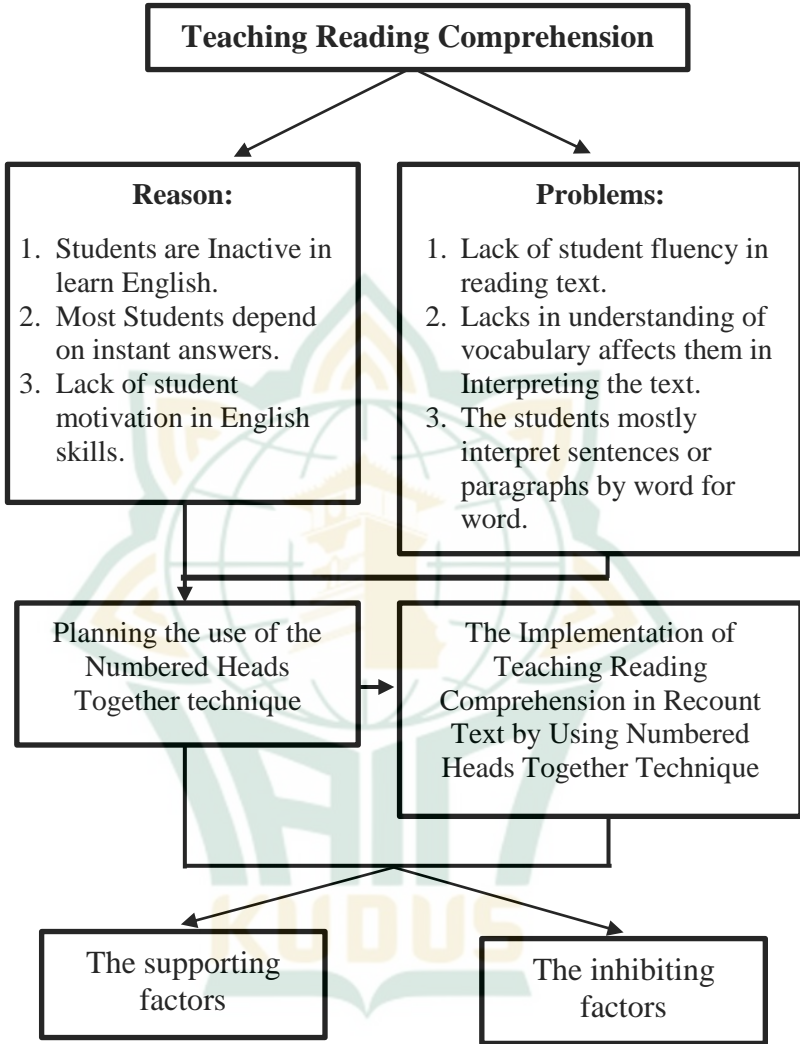 Teaching Reading Comprehension
Reason:
1. Students are Inactive in
learn English.
2. Most Students depend
on instant answers.
3. Lack of student
motivation in English
skills.
Problems:
1. Lack of student fluency in
reading text.
2. Lacks in understanding of
vocabulary affects them in
Interpreting the text.
3. The students mostly
interpret sentences or
paragraphs by word for
word.
Planning the use of the
Numbered Heads
Together technique
The Implementation of
Teaching Reading
Comprehension in Recount
Text by Using Numbered
Heads Together Technique
The supporting
factors
The inhibiting
factors
IAIN
KUDUS